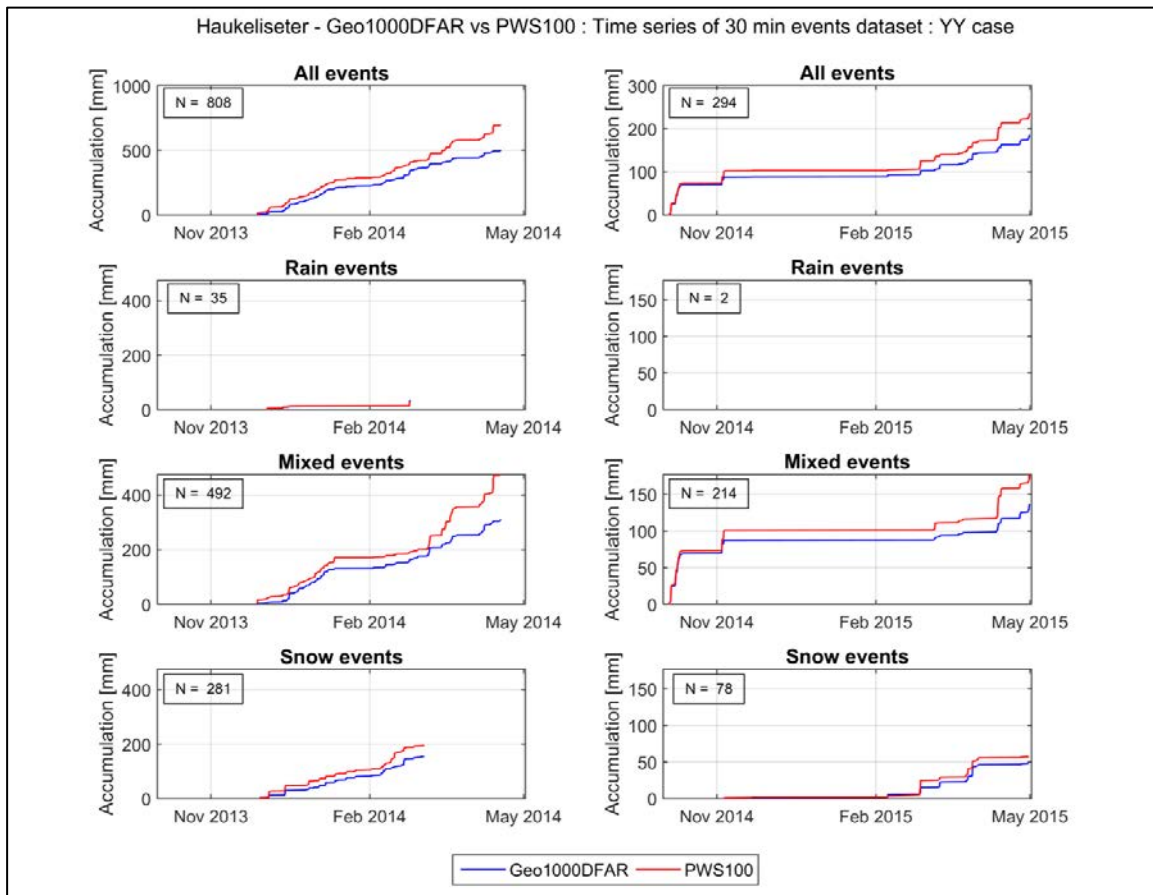 Haukeliseter - Geo1000DFAR vs PWS100 : Time series of 30 min events dataset : YY case
All events
Accumulation [mm]
1000
500
0
N = 808
Nov 2013
Feb 2014
May 2014
All events
Accumulation [mm]
300
200
100
0
N = 294
Nov 2014
Feb 2015
May 2015
Rain events
Accumulation [mm]
400
200
0
N = 35
Nov 2013
Feb 2014
May 2014
Rain events
Accumulation [mm]
150
100
50
0
N = 2
Nov 2014
Feb 2015
May 2015
Mixed events
Accumulation [mm]
400
200
0
N = 492
Nov 2013
Feb 2014
May 2014
Mixed events
Accumulation [mm]
150
100
50
0
N = 214
Nov 2014
Feb 2015
May 2015
Snow events
Accumulation [mm]
400
200
0
N = 281
Nov 2013
Feb 2014
May 2014
Snow events
Accumulation [mm]
150
100
50
0
N = 78
Nov 2014
Feb 2015
May 2015
Geo1000DFAR
PWS100